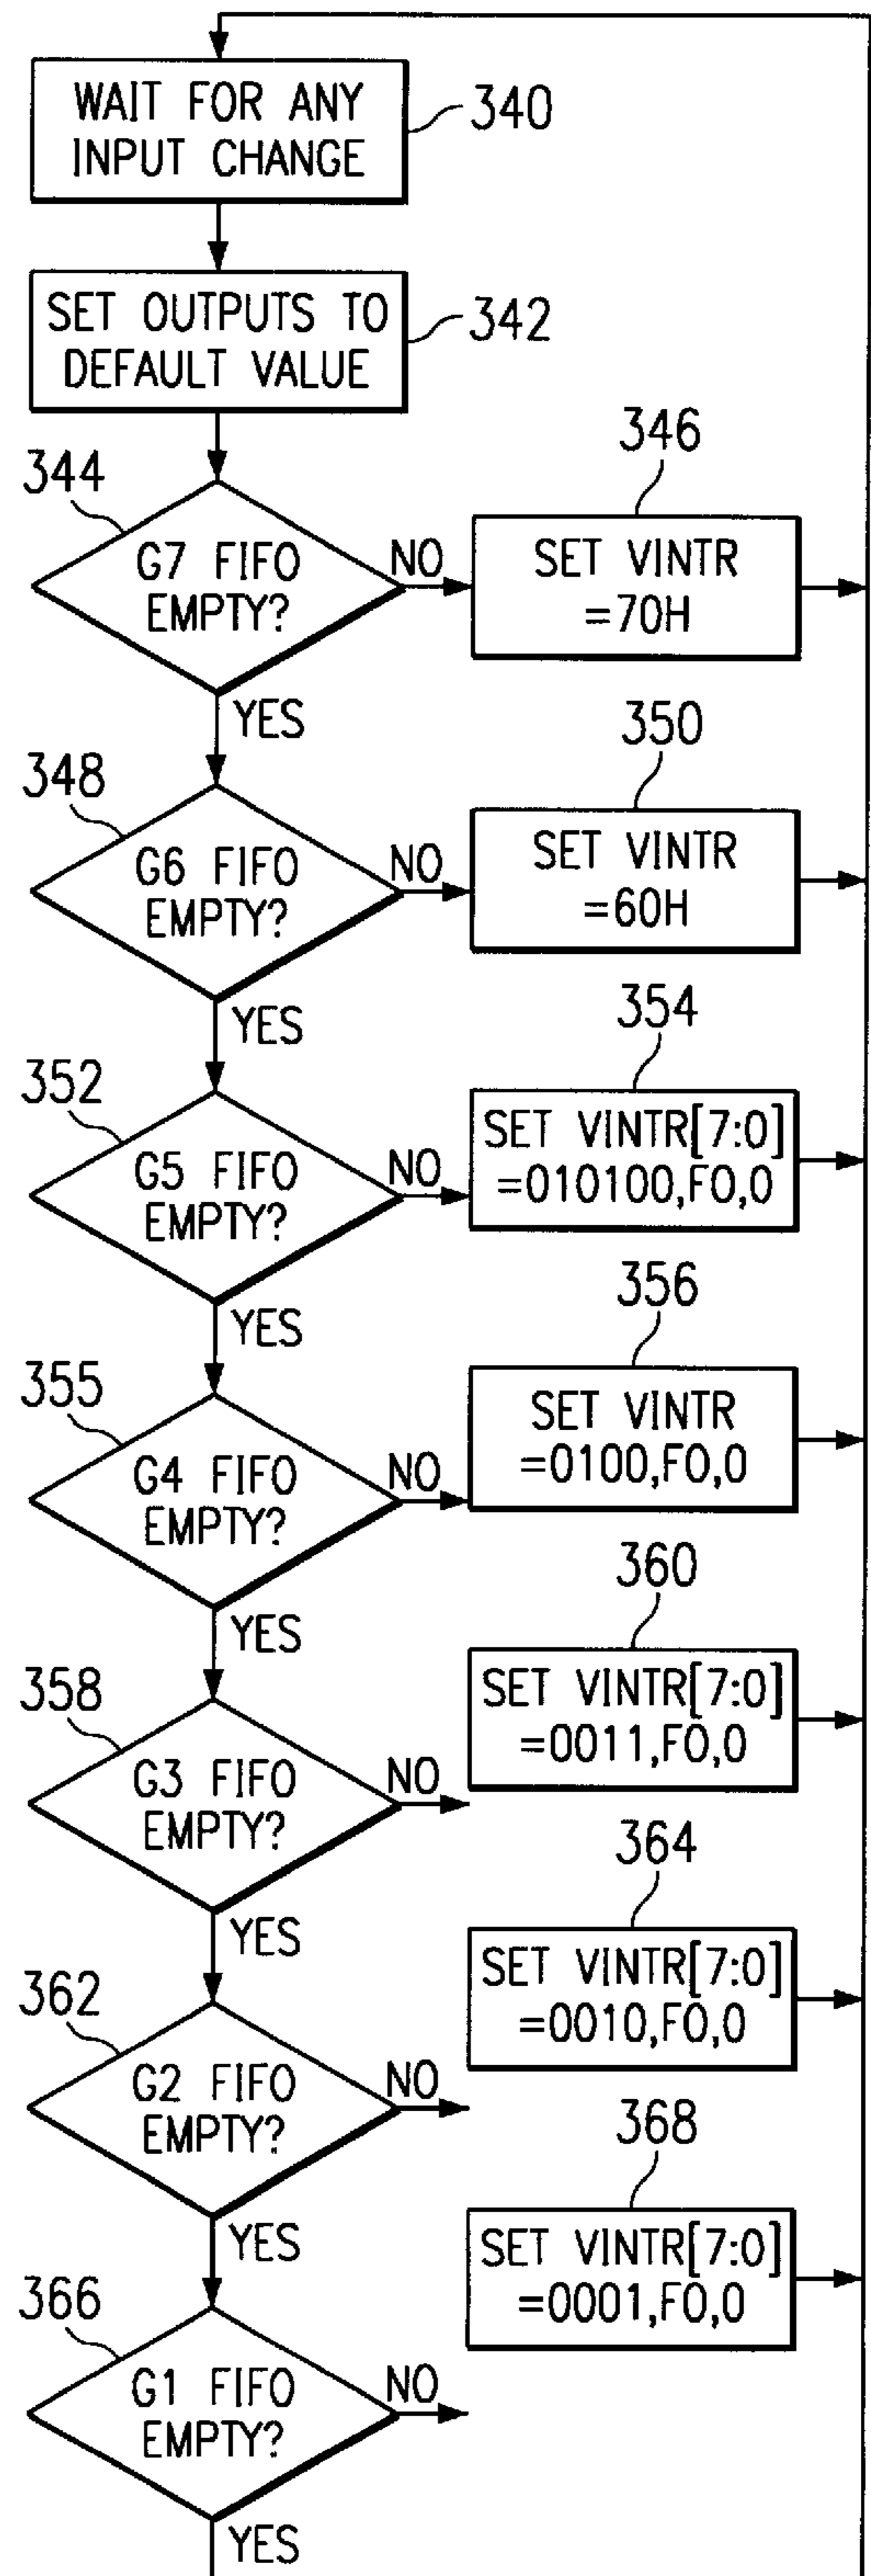 WAIT FOR ANY
INPUT CHANGE
340
SET OUTPUTS TO
DEFAULT VALUE
342
344
G7 FIFO
EMPTY?
NO
YES
346
SET VINTR
=70H
348
G6 FIFO
EMPTY?
NO
YES
350
SET VINTR
=60H
352
G5 FIFO
EMPTY?
NO
YES
354
SET VINTR[7:0]
=010100,F0,0
355
G4 FIFO
EMPTY?
NO
YES
356
SET VINTR
=0100,F0,0
358
G3 FIFO
EMPTY?
NO
YES
360
SET VINTR[7:0]
=0011,F0,0
362
G2 FIFO
EMPTY?
NO
YES
364
SET VINTR[7:0]
=0010,F0,0
366
G1 FIFO
EMPTY?
NO
YES
368
SET VINTR[7:0]
=0001,F0,0